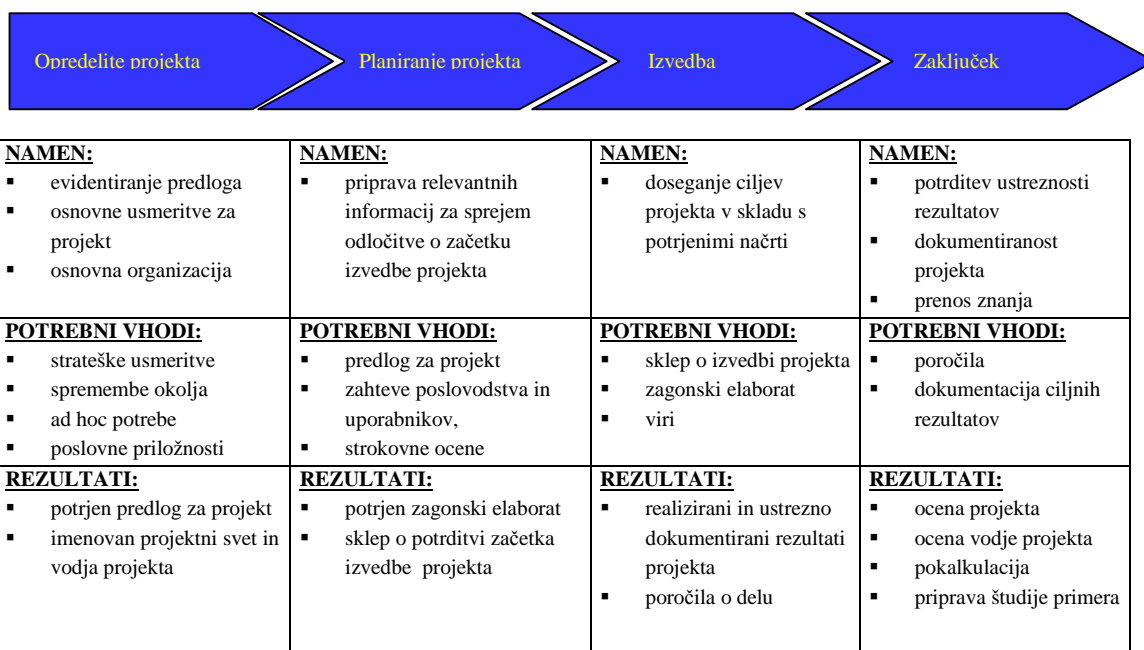 Opredelite projekta
Planiranje projekta
Izvedba
Zaključek
NAMEN:
▪ evidentiranje predloga
▪ osnovne usmeritve za
projekt
▪ osnovna organizacija
NAMEN:
▪ priprava relevantnih
informacij za sprejem
odločitve o začetku
izvedbe projekta
NAMEN:
▪ doseganje ciljev
projekta v skladu s
potrjenimi načrti
NAMEN:
▪ potrditev ustreznosti
rezultatov
▪ dokumentiranost
projekta
▪ prenos znanja
POTREBNI VHODI:
▪ strateške usmeritve
▪ spremembe okolja
▪ ad hoc potrebe
▪ poslovne priložnosti
POTREBNI VHODI:
▪ predlog za projekt
▪ zahteve poslovodstva in
uporabnikov,
▪ strokovne ocene
POTREBNI VHODI:
▪ sklep o izvedbi projekta
▪ zagonski elaborat
▪ viri
POTREBNI VHODI:
▪ poročila
▪ dokumentacija ciljnih
rezultatov
REZULTATI:
▪ potrjen predlog za projekt
▪ imenovan projektni svet in
vodja projekta
REZULTATI:
▪ potrjen zagonski elaborat
▪ sklep o potrditvi začetka
izvedbe projekta
REZULTATI:
▪ realizirani in ustrezno
dokumentirani rezultati
projekta
▪ poročila o delu
REZULTATI:
▪ ocena projekta
▪ ocena vodje projekta
▪ pokalkulacija
▪ priprava študije primera